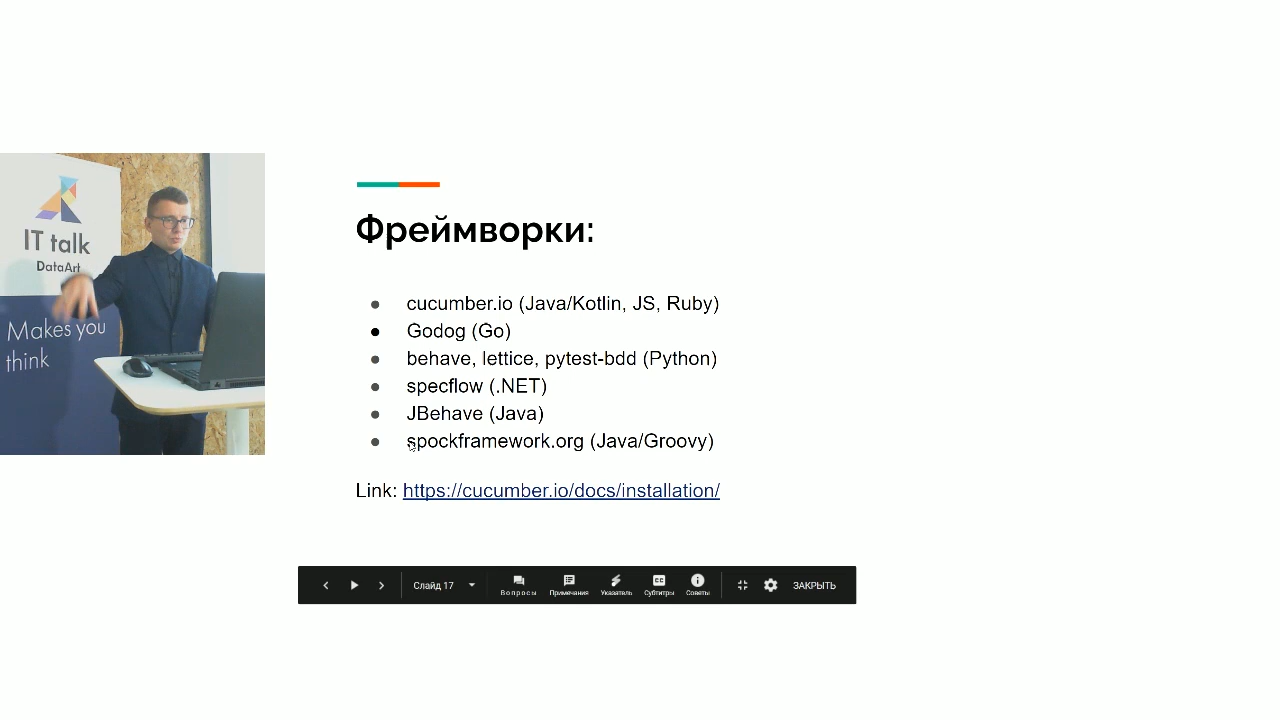 IT talk
DataArt
Makes you
think
Фреймворки:
cucumber.io (Java/Kotlin, JS, Ruby)
Godog (Go)
behave, lettice, pytest-bdd (Python)
specflow (.NET)
JBehave (Java)
spockframework.org (Java/Groovy)
Link: https://cucumber.io/docs/installation/
Слайд 17
Вопросы
Примечания
Указатель
Субтитры
Советы
ЗАКРЫТЬ